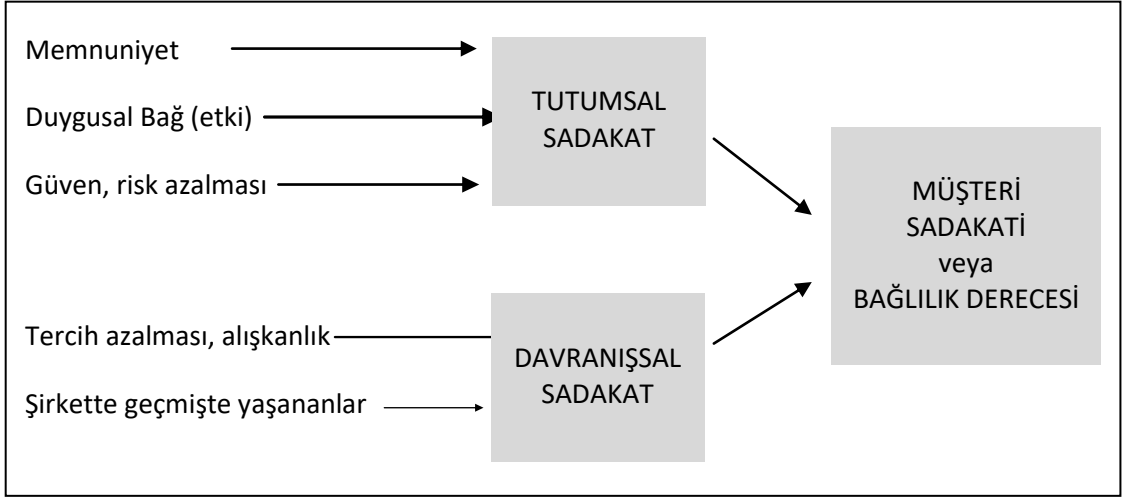 Memnuniyet
Duygusal Bağ (etki)
Güven, risk azalması
TUTUMSAL
SADAKAT
Tercih azalması, alışkanlık
Şirkette geçmişte yaşananlar
DAVRANIŞSAL
SADAKAT
MÜŞTERİ
SADAKATİ
veya
BAĞLILIK DERECESİ